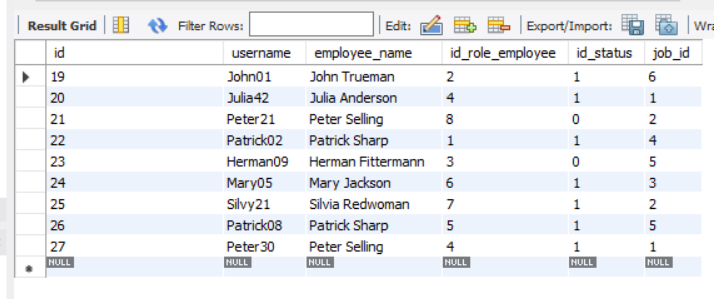 Result Grid Filter Rows: Edit: Export/Import: Wra
id username employee_name id_role_employee id_status job_id
19 John01 John Trueman 2 1 6
20 Julia42 Julia Anderson 4 1 1
21 Peter21 Peter Selling 8 0 2
22 Patrick02 Patrick Sharp 1 1 4
23 Herman09 Herman Fittermann 3 0 5
24 Mary05 Mary Jackson 6 1 3
25 Silvy21 Silvia Redwoman 7 1 2
26 Patrick08 Patrick Sharp 5 1 5
27 Peter30 Peter Selling 4 1 1
NULL NULL NULL NULL NULL NULL